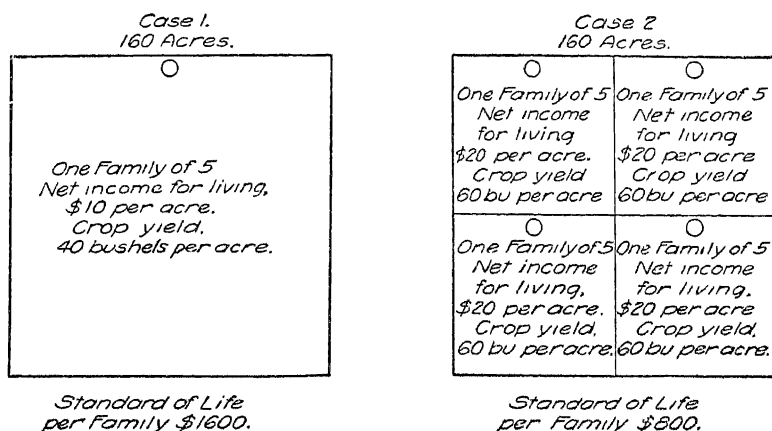 Case 1.
160 Acres.
One Family of 5
Net income for living,
$10 per acre.
Crop yield,
40 bushels per acre.
Standard of Life
per Family $1600.
Case 2
160 Acres.
One Family of 5
Net income
for living
$20 per acre.
Crop yield
60 bu per acre
One Family of 5
Net income
for living
$20 per acre
Crop yield
60 bu per acre
One Family of 5
Net income
for living,
$20 per acre.
Crop yield,
60 bu per acre.
One Family of 5
Net income
for living.
$20 per acre
Crop yield,
60 bu per acre.
Standard of Life
per Family $800.